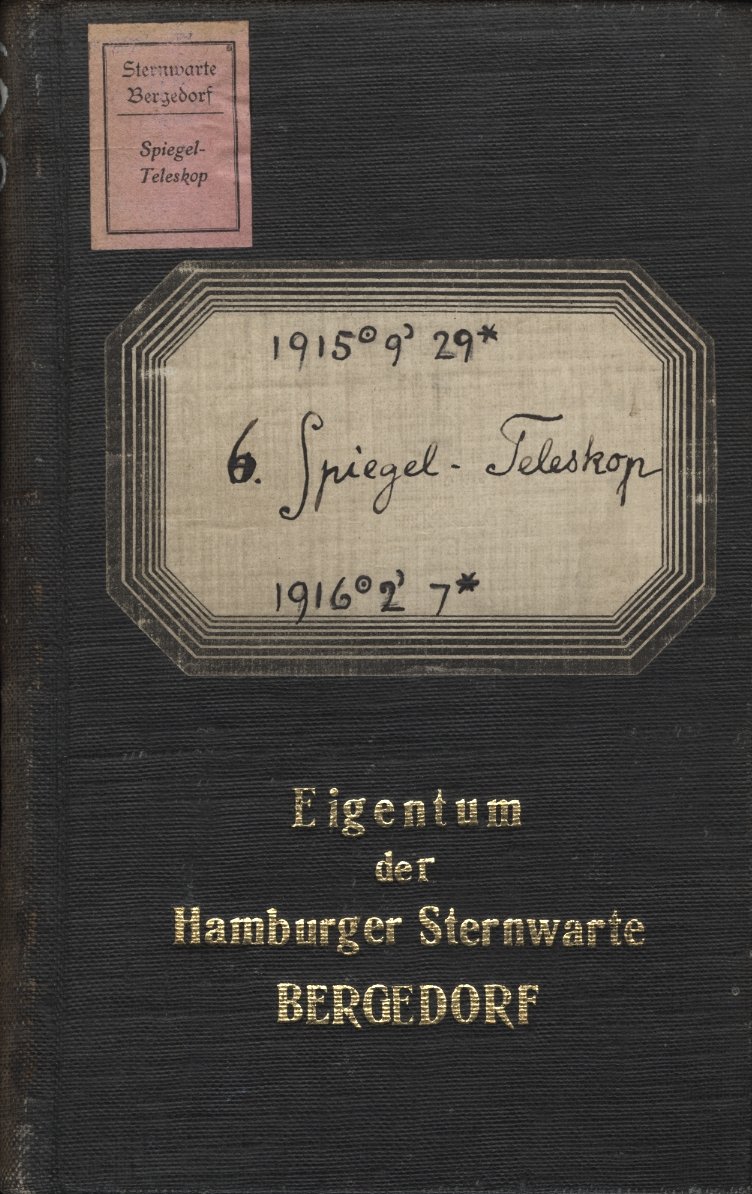 Sternwarte
Bergedorf
Spiegel-
Teleskop
1915☉ 9☽ 29*
6. Spiegel-Teleskop
1916☉ 2☽ 7*
Eigentum
der
Hamburger Sternwarte
BERGEDORF